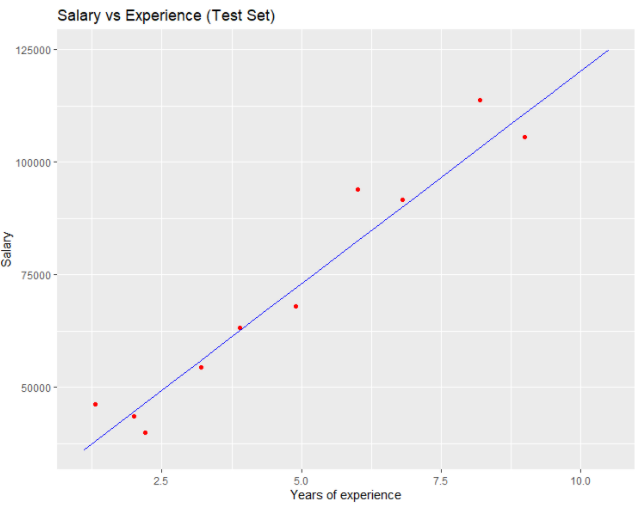 Salary vs Experience (Test Set)
125000
100000
75000
50000
Salary
2.5 5.0 7.5 10.0
Years of experience